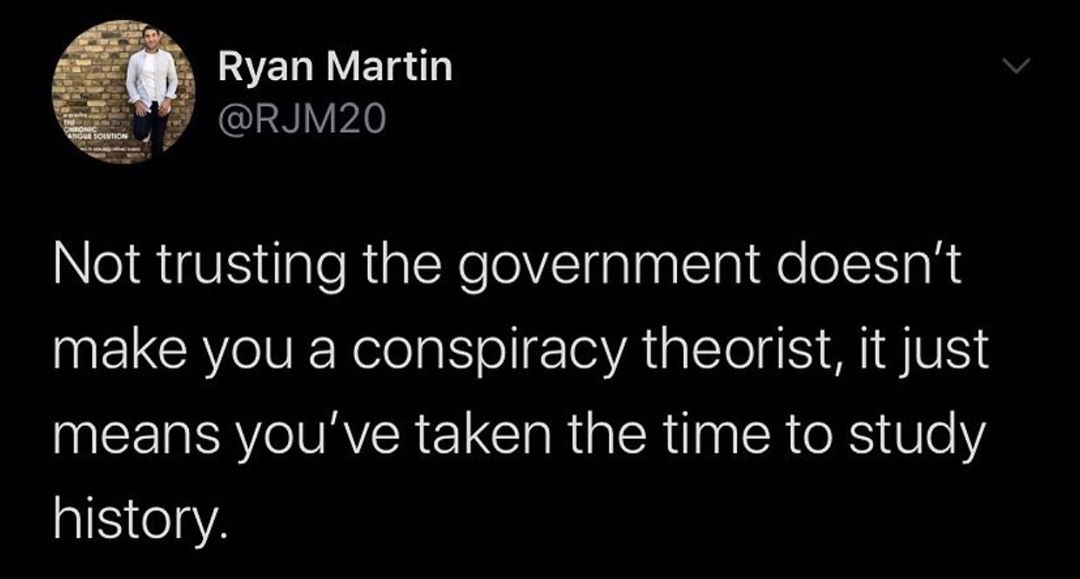 Ryan Martin
@RJM20
THE
CHRONIC
FATIGUE SOLUTION
Not trusting the government doesn't
make you a conspiracy theorist, it just
means you've taken the time to study
history.